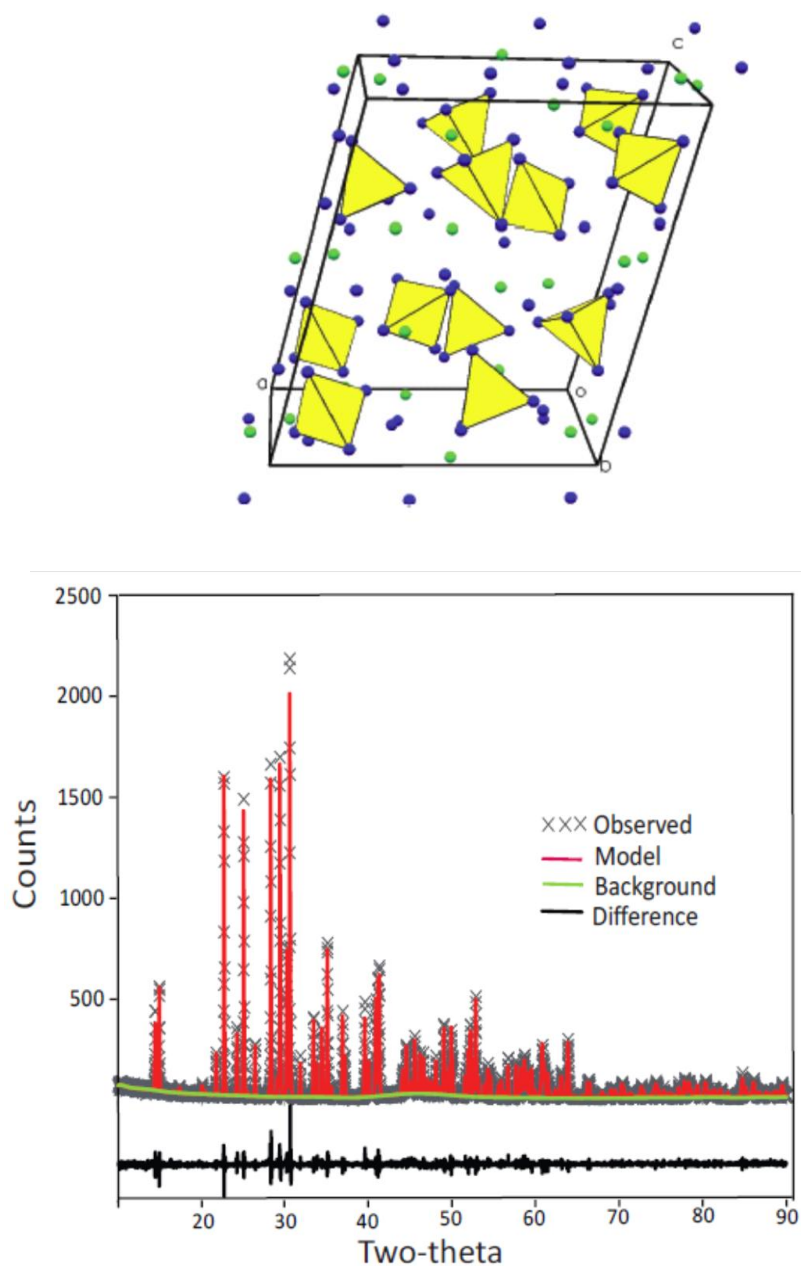 c
a
o
b
2500
2000
1500
1000
500
Counts
××× Observed
Model
Background
Difference
20 30 40 50 60 70 80 90
Two-theta